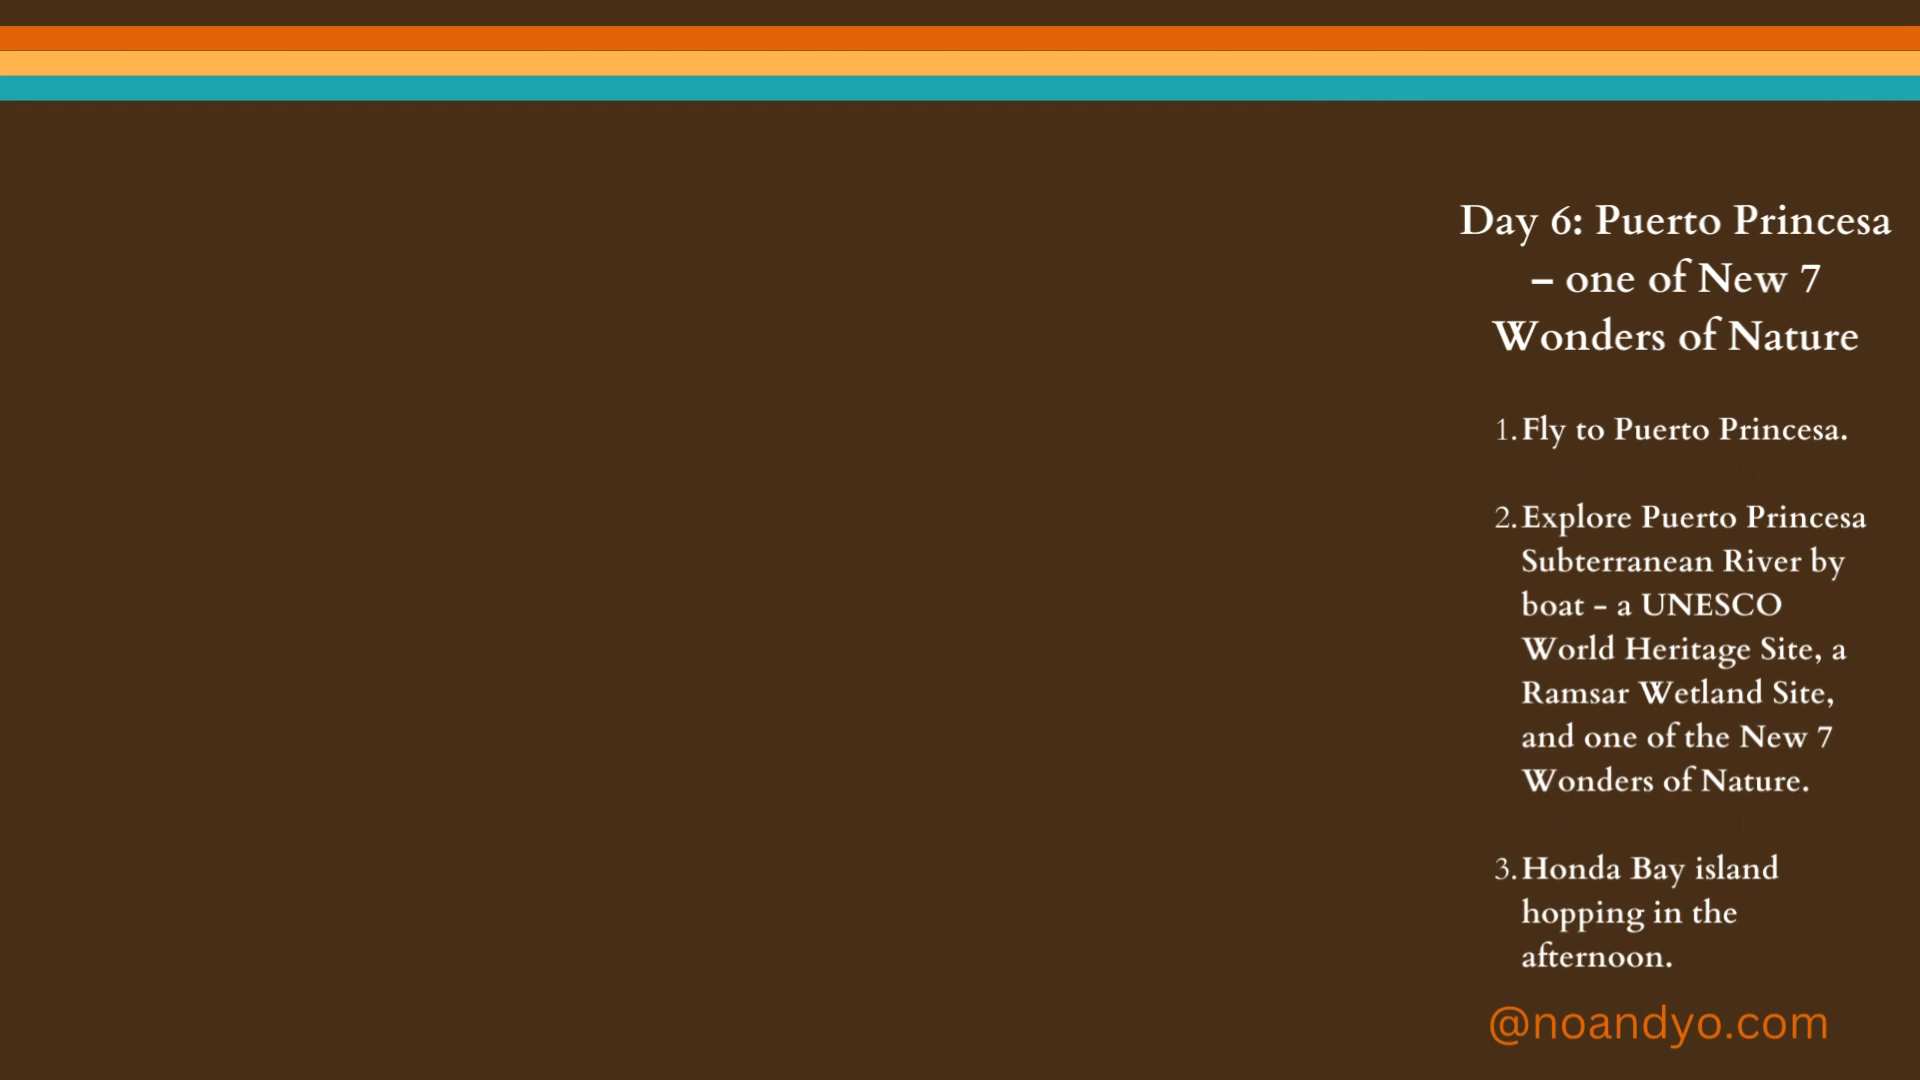 Day 6: Puerto Princesa
– one of New 7
Wonders of Nature
1. Fly to Puerto Princesa.
2. Explore Puerto Princesa
Subterranean River by
boat - a UNESCO
World Heritage Site, a
Ramsar Wetland Site,
and one of the New 7
Wonders of Nature.
3. Honda Bay island
hopping in the
afternoon.
@noandyo.com